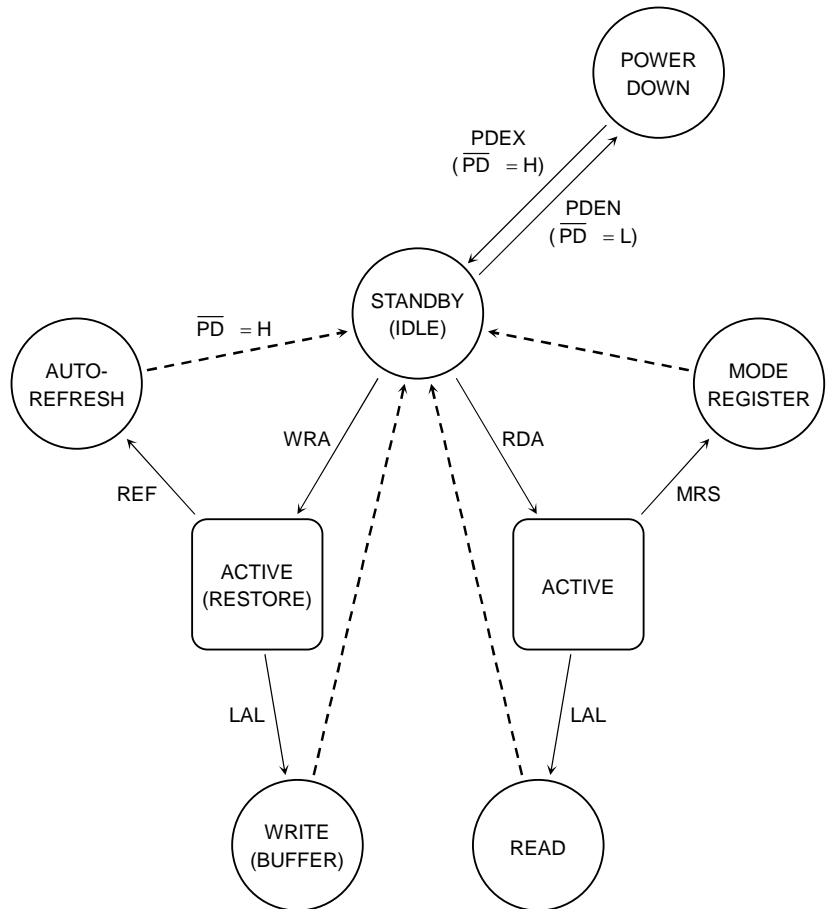 POWER
DOWN
PDEX
( PD = H)
PDEN
( PD = L)
STANDBY
(IDLE)
PD = H
AUTO-
REFRESH
MODE
REGISTER
WRA
RDA
REF
MRS
ACTIVE
(RESTORE)
ACTIVE
LAL
LAL
WRITE
(BUFFER)
READ